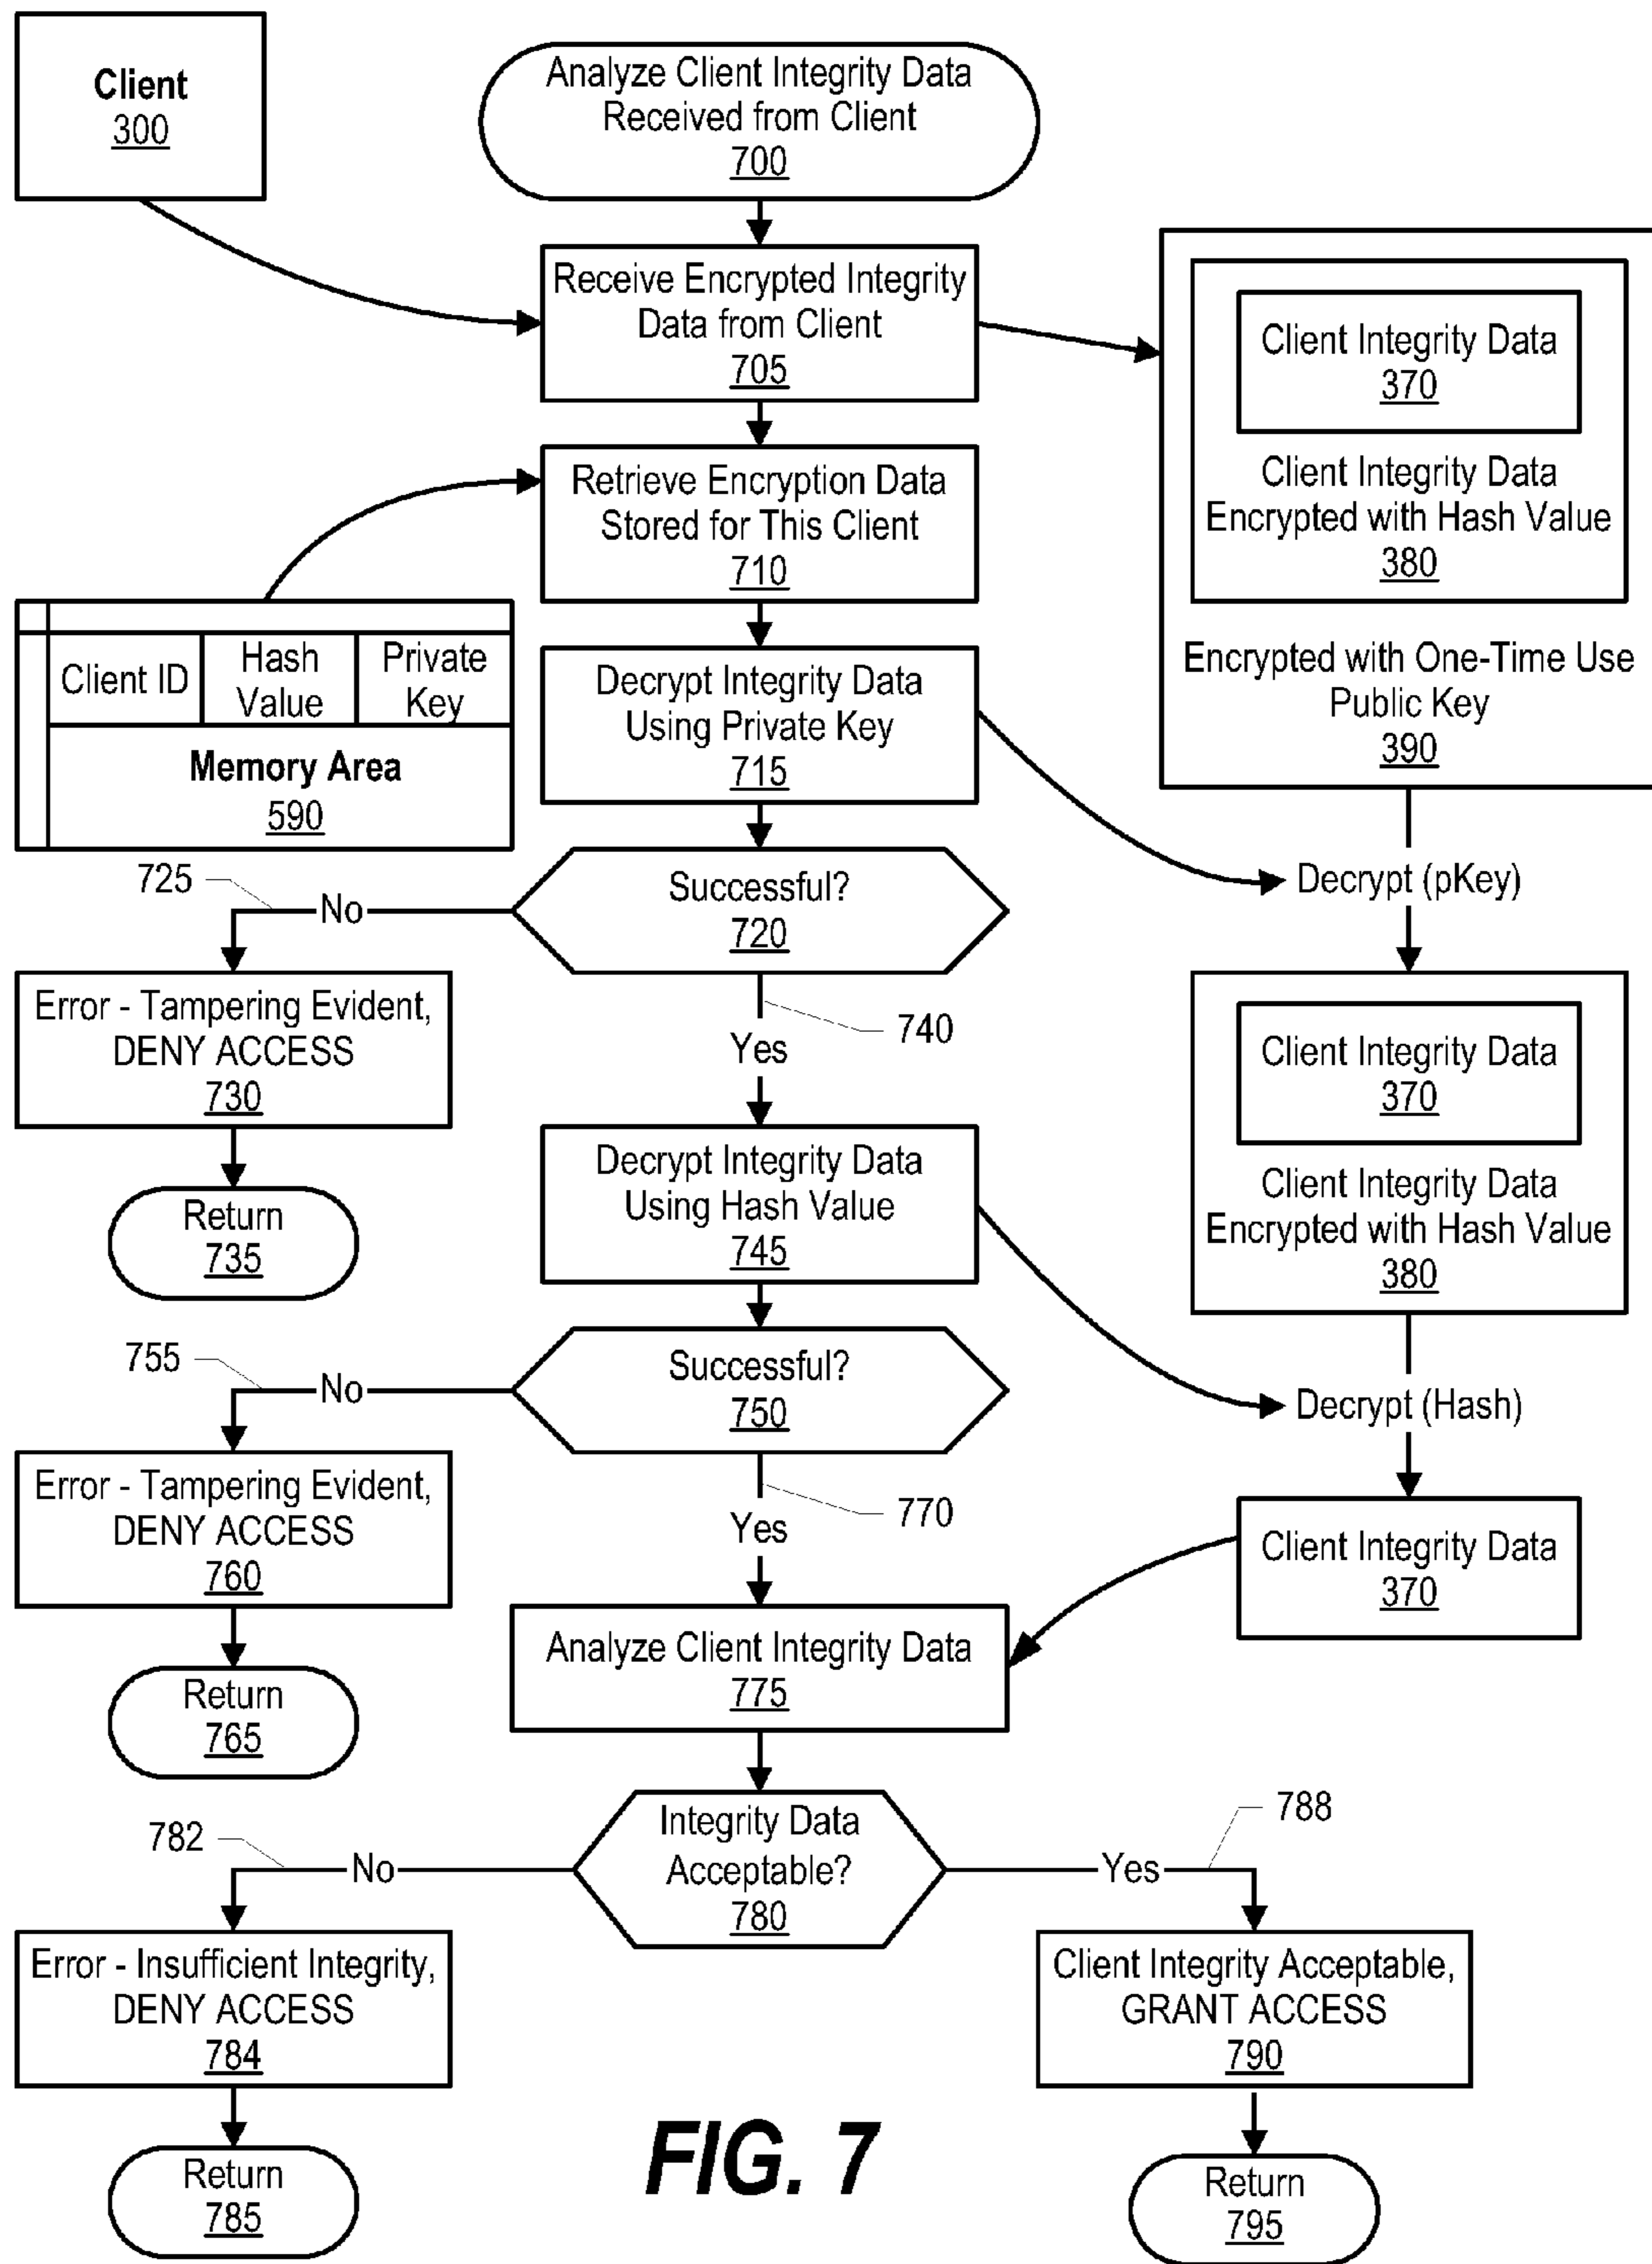 Client
300
Analyze Client Integrity Data
Received from Client
700
Receive Encrypted Integrity
Data from Client
705
Client Integrity Data
370
Client Integrity Data
Encrypted with Hash Value
380
Encrypted with One-Time Use
Public Key
390
Retrieve Encryption Data
Stored for This Client
710
Client ID
Hash
Value
Private
Key
Memory Area
590
Decrypt Integrity Data
Using Private Key
715
Decrypt (pKey)
Successful?
720
725
No
Error - Tampering Evident,
DENY ACCESS
730
Return
735
740
Yes
Client Integrity Data
370
Client Integrity Data
Encrypted with Hash Value
380
Decrypt Integrity Data
Using Hash Value
745
Decrypt (Hash)
Successful?
750
755
No
Error - Tampering Evident,
DENY ACCESS
760
Return
765
770
Yes
Client Integrity Data
370
Analyze Client Integrity Data
775
Integrity Data
Acceptable?
780
782
No
Error - Insufficient Integrity,
DENY ACCESS
784
Return
785
788
Yes
Client Integrity Acceptable,
GRANT ACCESS
790
Return
795
FIG. 7